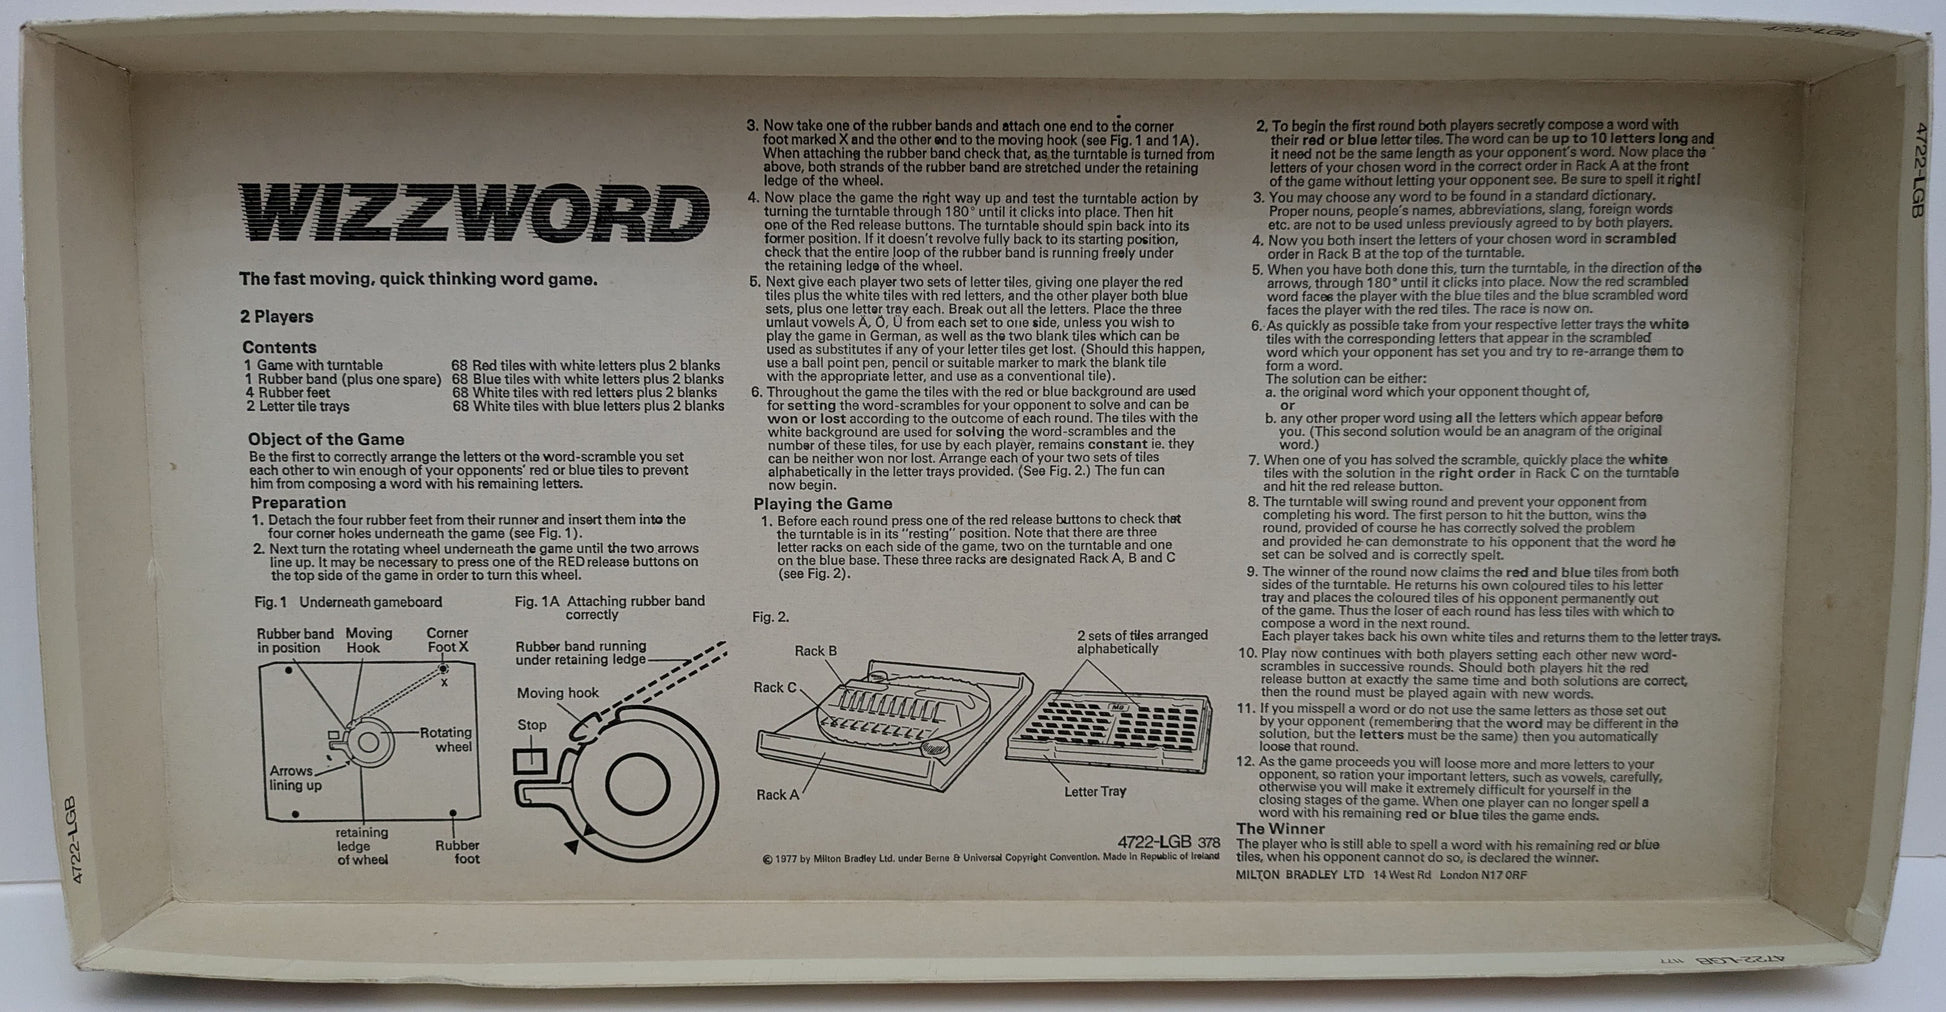 WIZZWORD
The fast moving, quick thinking word game.
2 Players
Contents
1 Game with turntable
1 Rubber band (plus one spare)
4 Rubber feet
2 Letter tile trays
68 Red tiles with white letters plus 2 blanks
68 Blue tiles with white letters plus 2 blanks
68 White tiles with red letters plus 2 blanks
68 White tiles with blue letters plus 2 blanks
Object of the Game
Be the first to correctly arrange the letters of the word-scramble you set
each other to win enough of your opponents' red or blue tiles to prevent
him from composing a word with his remaining letters.
Preparation
1. Detach the four rubber feet from their runner and insert them into the
four corner holes underneath the game (see Fig. 1).
2. Next turn the rotating wheel underneath the game until the two arrows
line up. It may be necessary to press one of the RED release buttons on
the top side of the game in order to turn this wheel.
Fig. 1 Underneath gameboard
Rubber band
in position
Moving
Hook
Corner
Foot X
X
Rotating
wheel
Arrows
lining up
retaining
ledge
of wheel
Rubber
foot
Fig. 1A Attaching rubber band
correctly
Rubber band running
under retaining ledge
Moving hook
Stop
3. Now take one of the rubber bands and attach one end to the corner
foot marked X and the other end to the moving hook (see Fig. 1 and 1A).
When attaching the rubber band check that, as the turntable is turned from
above, both strands of the rubber band are stretched under the retaining
ledge of the wheel.
4. Now place the game the right way up and test the turntable action by
turning the turntable through 180° until it clicks into place. Then hit
one of the Red release buttons. The turntable should spin back into its
former position. If it doesn't revolve fully back to its starting position,
check that the entire loop of the rubber band is running freely under
the retaining ledge of the wheel.
5. Next give each player two sets of letter tiles, giving one player the red
tiles plus the white tiles with red letters, and the other player both blue
sets, plus one letter tray each. Break out all the letters. Place the three
umlaut vowels Ä, Ö, Ü from each set to one side, unless you wish to
play the game in German, as well as the two blank tiles which can be
used as substitutes if any of your letter tiles get lost. (Should this happen,
use a ball point pen, pencil or suitable marker to mark the blank tile
with the appropriate letter, and use as a conventional tile).
6. Throughout the game the tiles with the red or blue background are used
for setting the word-scrambles for your opponent to solve and can be
won or lost according to the outcome of each round. The tiles with the
white background are used for solving the word-scrambles and the
number of these tiles, for use by each player, remains constant ie. they
can be neither won nor lost. Arrange each of your two sets of tiles
alphabetically in the letter trays provided. (See Fig. 2.) The fun can
now begin.
Playing the Game
1. Before each round press one of the red release buttons to check that
the turntable is in its "resting" position. Note that there are three
letter racks on each side of the game, two on the turntable and one
on the blue base. These three racks are designated Rack A, B and C
(see Fig. 2).
Fig. 2.
Rack B
Rack C
Rack A
2 sets of tiles arranged
alphabetically
MB
Letter Tray
4722-LGB 378
© 1977 by Milton Bradley Ltd. under Berne & Universal Copyright Convention. Made in Republic of Ireland
2. To begin the first round both players secretly compose a word with
their red or blue letter tiles. The word can be up to 10 letters long and
it need not be the same length as your opponent's word. Now place the
letters of your chosen word in the correct order in Rack A at the front
of the game without letting your opponent see. Be sure to spell it right!
3. You may choose any word to be found in a standard dictionary.
Proper nouns, people's names, abbreviations, slang, foreign words
etc. are not to be used unless previously agreed to by both players.
4. Now you both insert the letters of your chosen word in scrambled
order in Rack B at the top of the turntable.
5. When you have both done this, turn the turntable, in the direction of the
arrows, through 180° until it clicks into place. Now the red scrambled
word faces the player with the blue tiles and the blue scrambled word
faces the player with the red tiles. The race is now on.
6. As quickly as possible take from your respective letter trays the white
tiles with the corresponding letters that appear in the scrambled
word which your opponent has set you and try to re-arrange them to
form a word.
The solution can be either:
a. the original word which your opponent thought of,
or
b. any other proper word using all the letters which appear before
you. (This second solution would be an anagram of the original
word.)
7. When one of you has solved the scramble, quickly place the white
tiles with the solution in the right order in Rack C on the turntable
and hit the red release button.
8. The turntable will swing round and prevent your opponent from
completing his word. The first person to hit the button, wins the
round, provided of course he has correctly solved the problem
and provided he can demonstrate to his opponent that the word he
set can be solved and is correctly spelt.
9. The winner of the round now claims the red and blue tiles from both
sides of the turntable. He returns his own coloured tiles to his letter
tray and places the coloured tiles of his opponent permanently out
of the game. Thus the loser of each round has less tiles with which to
compose a word in the next round.
Each player takes back his own white tiles and returns them to the letter trays.
10. Play now continues with both players setting each other new word-
scrambles in successive rounds. Should both players hit the red
release button at exactly the same time and both solutions are correct,
then the round must be played again with new words.
11. If you misspell a word or do not use the same letters as those set out
by your opponent (remembering that the word may be different in the
solution, but the letters must be the same) then you automatically
loose that round.
12. As the game proceeds you will loose more and more letters to your
opponent, so ration your important letters, such as vowels, carefully,
otherwise you will make it extremely difficult for yourself in the
closing stages of the game. When one player can no longer spell a
word with his remaining red or blue tiles the game ends.
The Winner
The player who is still able to spell a word with his remaining red or blue
tiles, when his opponent cannot do so, is declared the winner.
MILTON BRADLEY LTD 14 West Rd London N17 0RF
4722-LGB
4722-LGB
4722-LGB
4722-LGB 1177